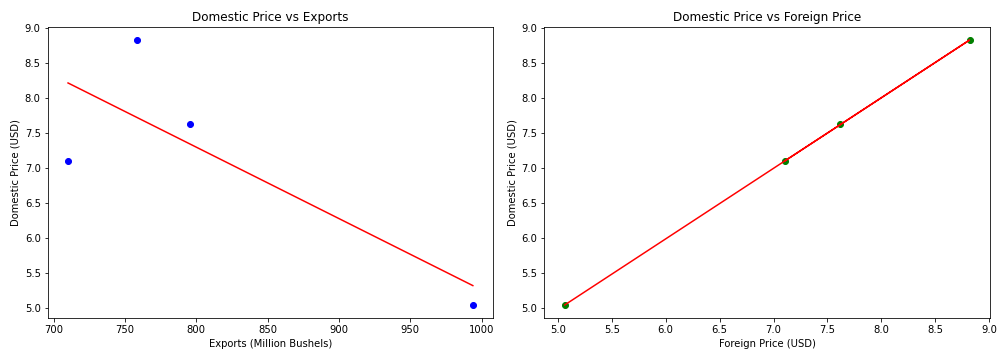 Domestic Price vs Exports
Domestic Price (USD)
9.0
8.5
8.0
7.5
7.0
6.5
6.0
5.5
5.0
700 750 800 850 900 950 1000
Exports (Million Bushels)
Domestic Price vs Foreign Price
Domestic Price (USD)
9.0
8.5
8.0
7.5
7.0
6.5
6.0
5.5
5.0
5.0 5.5 6.0 6.5 7.0 7.5 8.0 8.5 9.0
Foreign Price (USD)